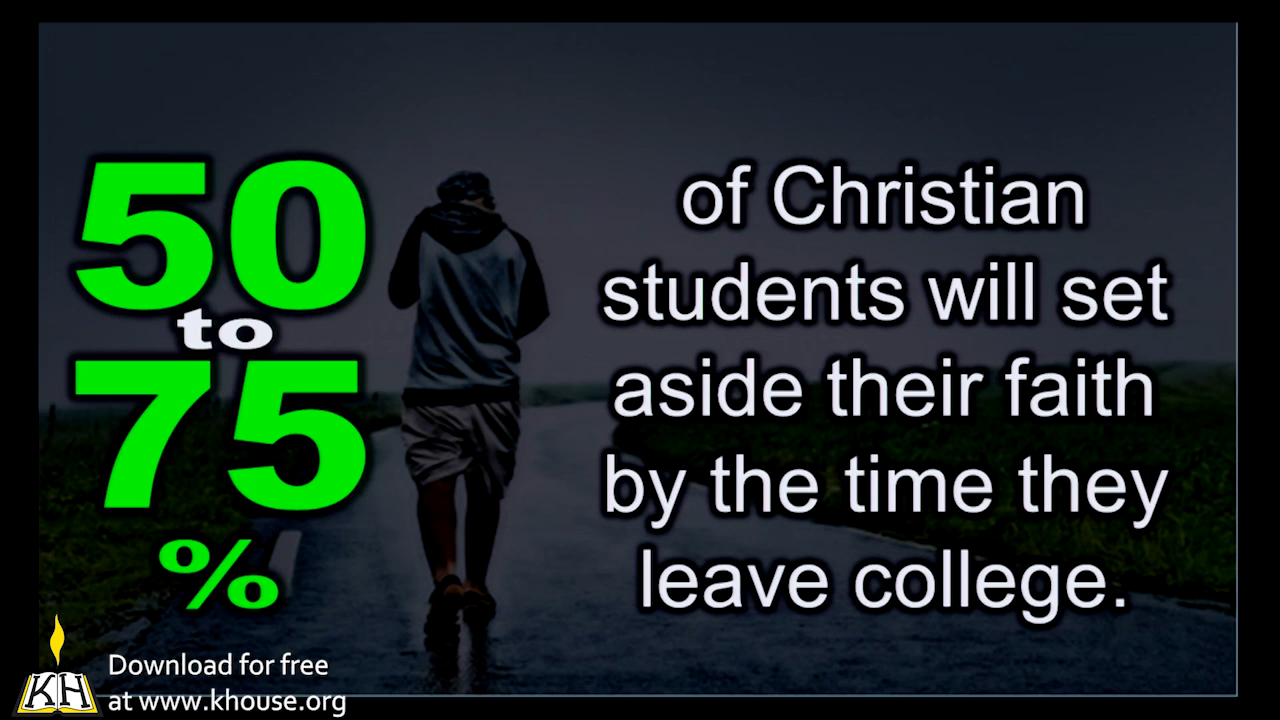 50
to
75
%
of Christian
students will set
aside their faith
by the time they
leave college.
KH
Download for free
at www.khouse.org